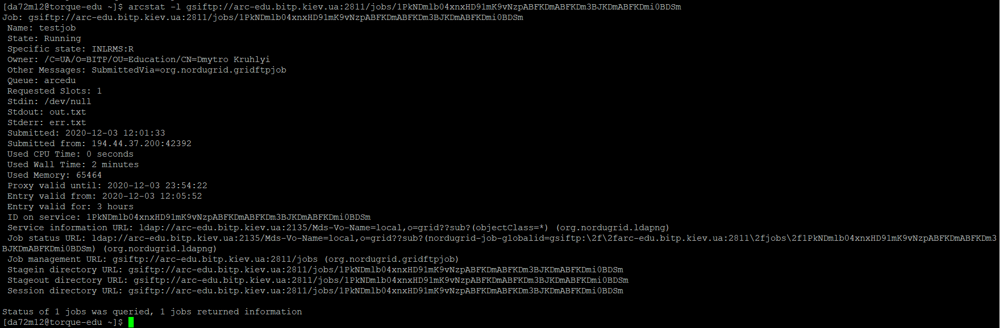 [da72m12@torque-edu ~]$ arcstat -l gsiftp://arc-edu.bitp.kiev.ua:2811/jobs/1PkNDmlb04xnxHD91mK9vNzpABFKDmABFKDm3BJKDmABFKDmi0BDSm
Job: gsiftp://arc-edu.bitp.kiev.ua:2811/jobs/1PkNDmlb04xnxHD91mK9vNzpABFKDmABFKDm3BJKDmABFKDmi0BDSm
 Name: testjob
 State: Running
 Specific state: INLRMS:R
 Owner: /C=UA/O=BITP/OU=Education/CN=Dmytro Kruhlyi
 Other Messages: SubmittedVia=org.nordugrid.gridftpjob
 Queue: arcedu
 Requested Slots: 1
 Stdin: /dev/null
 Stdout: out.txt
 Stderr: err.txt
 Submitted: 2020-12-03 12:01:33
 Submitted from: 194.44.37.200:42392
 Used CPU Time: 0 seconds
 Used Wall Time: 2 minutes
 Used Memory: 65464
 Proxy valid until: 2020-12-03 23:54:22
 Entry valid from: 2020-12-03 12:05:52
 Entry valid for: 3 hours
 ID on service: 1PkNDmlb04xnxHD91mK9vNzpABFKDmABFKDm3BJKDmABFKDmi0BDSm
 Service information URL: ldap://arc-edu.bitp.kiev.ua:2135/Mds-Vo-Name=local,o=grid??sub?(objectClass=*) (org.nordugrid.ldapng)
 Job status URL: ldap://arc-edu.bitp.kiev.ua:2135/Mds-Vo-Name=local,o=grid??sub?(nordugrid-job-globalid=gsiftp:\2f\2farc-edu.bitp.kiev.ua:2811\2fjobs\2f1PkNDmlb04xnxHD91mK9vNzpABFKDmABFKDm3
BJKDmABFKDmi0BDSm) (org.nordugrid.ldapng)
 Job management URL: gsiftp://arc-edu.bitp.kiev.ua:2811/jobs (org.nordugrid.gridftpjob)
 Stagein directory URL: gsiftp://arc-edu.bitp.kiev.ua:2811/jobs/1PkNDmlb04xnxHD91mK9vNzpABFKDmABFKDm3BJKDmABFKDmi0BDSm
 Stageout directory URL: gsiftp://arc-edu.bitp.kiev.ua:2811/jobs/1PkNDmlb04xnxHD91mK9vNzpABFKDmABFKDm3BJKDmABFKDmi0BDSm
 Session directory URL: gsiftp://arc-edu.bitp.kiev.ua:2811/jobs/1PkNDmlb04xnxHD91mK9vNzpABFKDmABFKDm3BJKDmABFKDmi0BDSm

Status of 1 jobs was queried, 1 jobs returned information
[da72m12@torque-edu ~]$